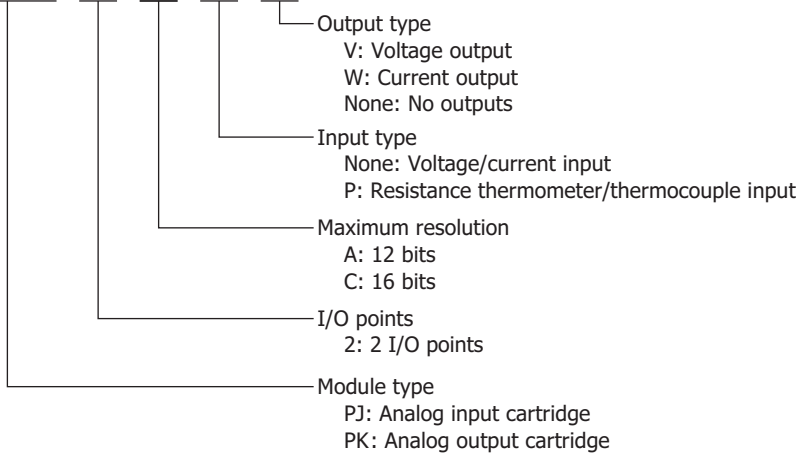 Output type
V: Voltage output
W: Current output
None: No outputs
Input type
None: Voltage/current input
P: Resistance thermometer/thermocouple input
Maximum resolution
A: 12 bits
C: 16 bits
I/O points
2: 2 I/O points
Module type
PJ: Analog input cartridge
PK: Analog output cartridge